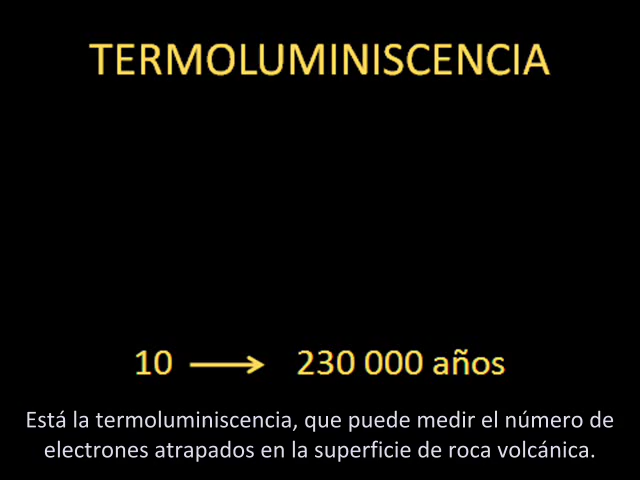 TERMOLUMINISCENCIA
10 → 230 000 años
Está la termoluminiscencia, que puede medir el número de
electrones atrapados en la superficie de roca volcánica.